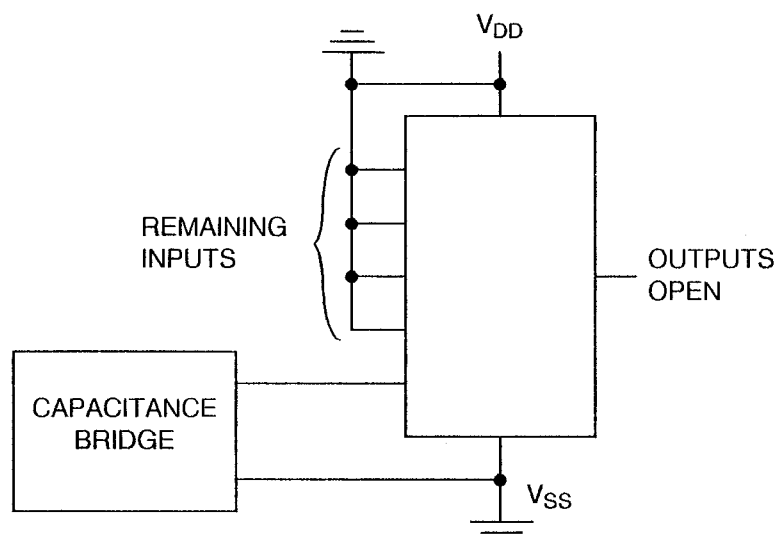 VDD
REMAINING
INPUTS
OUTPUTS
OPEN
CAPACITANCE
BRIDGE
VSS